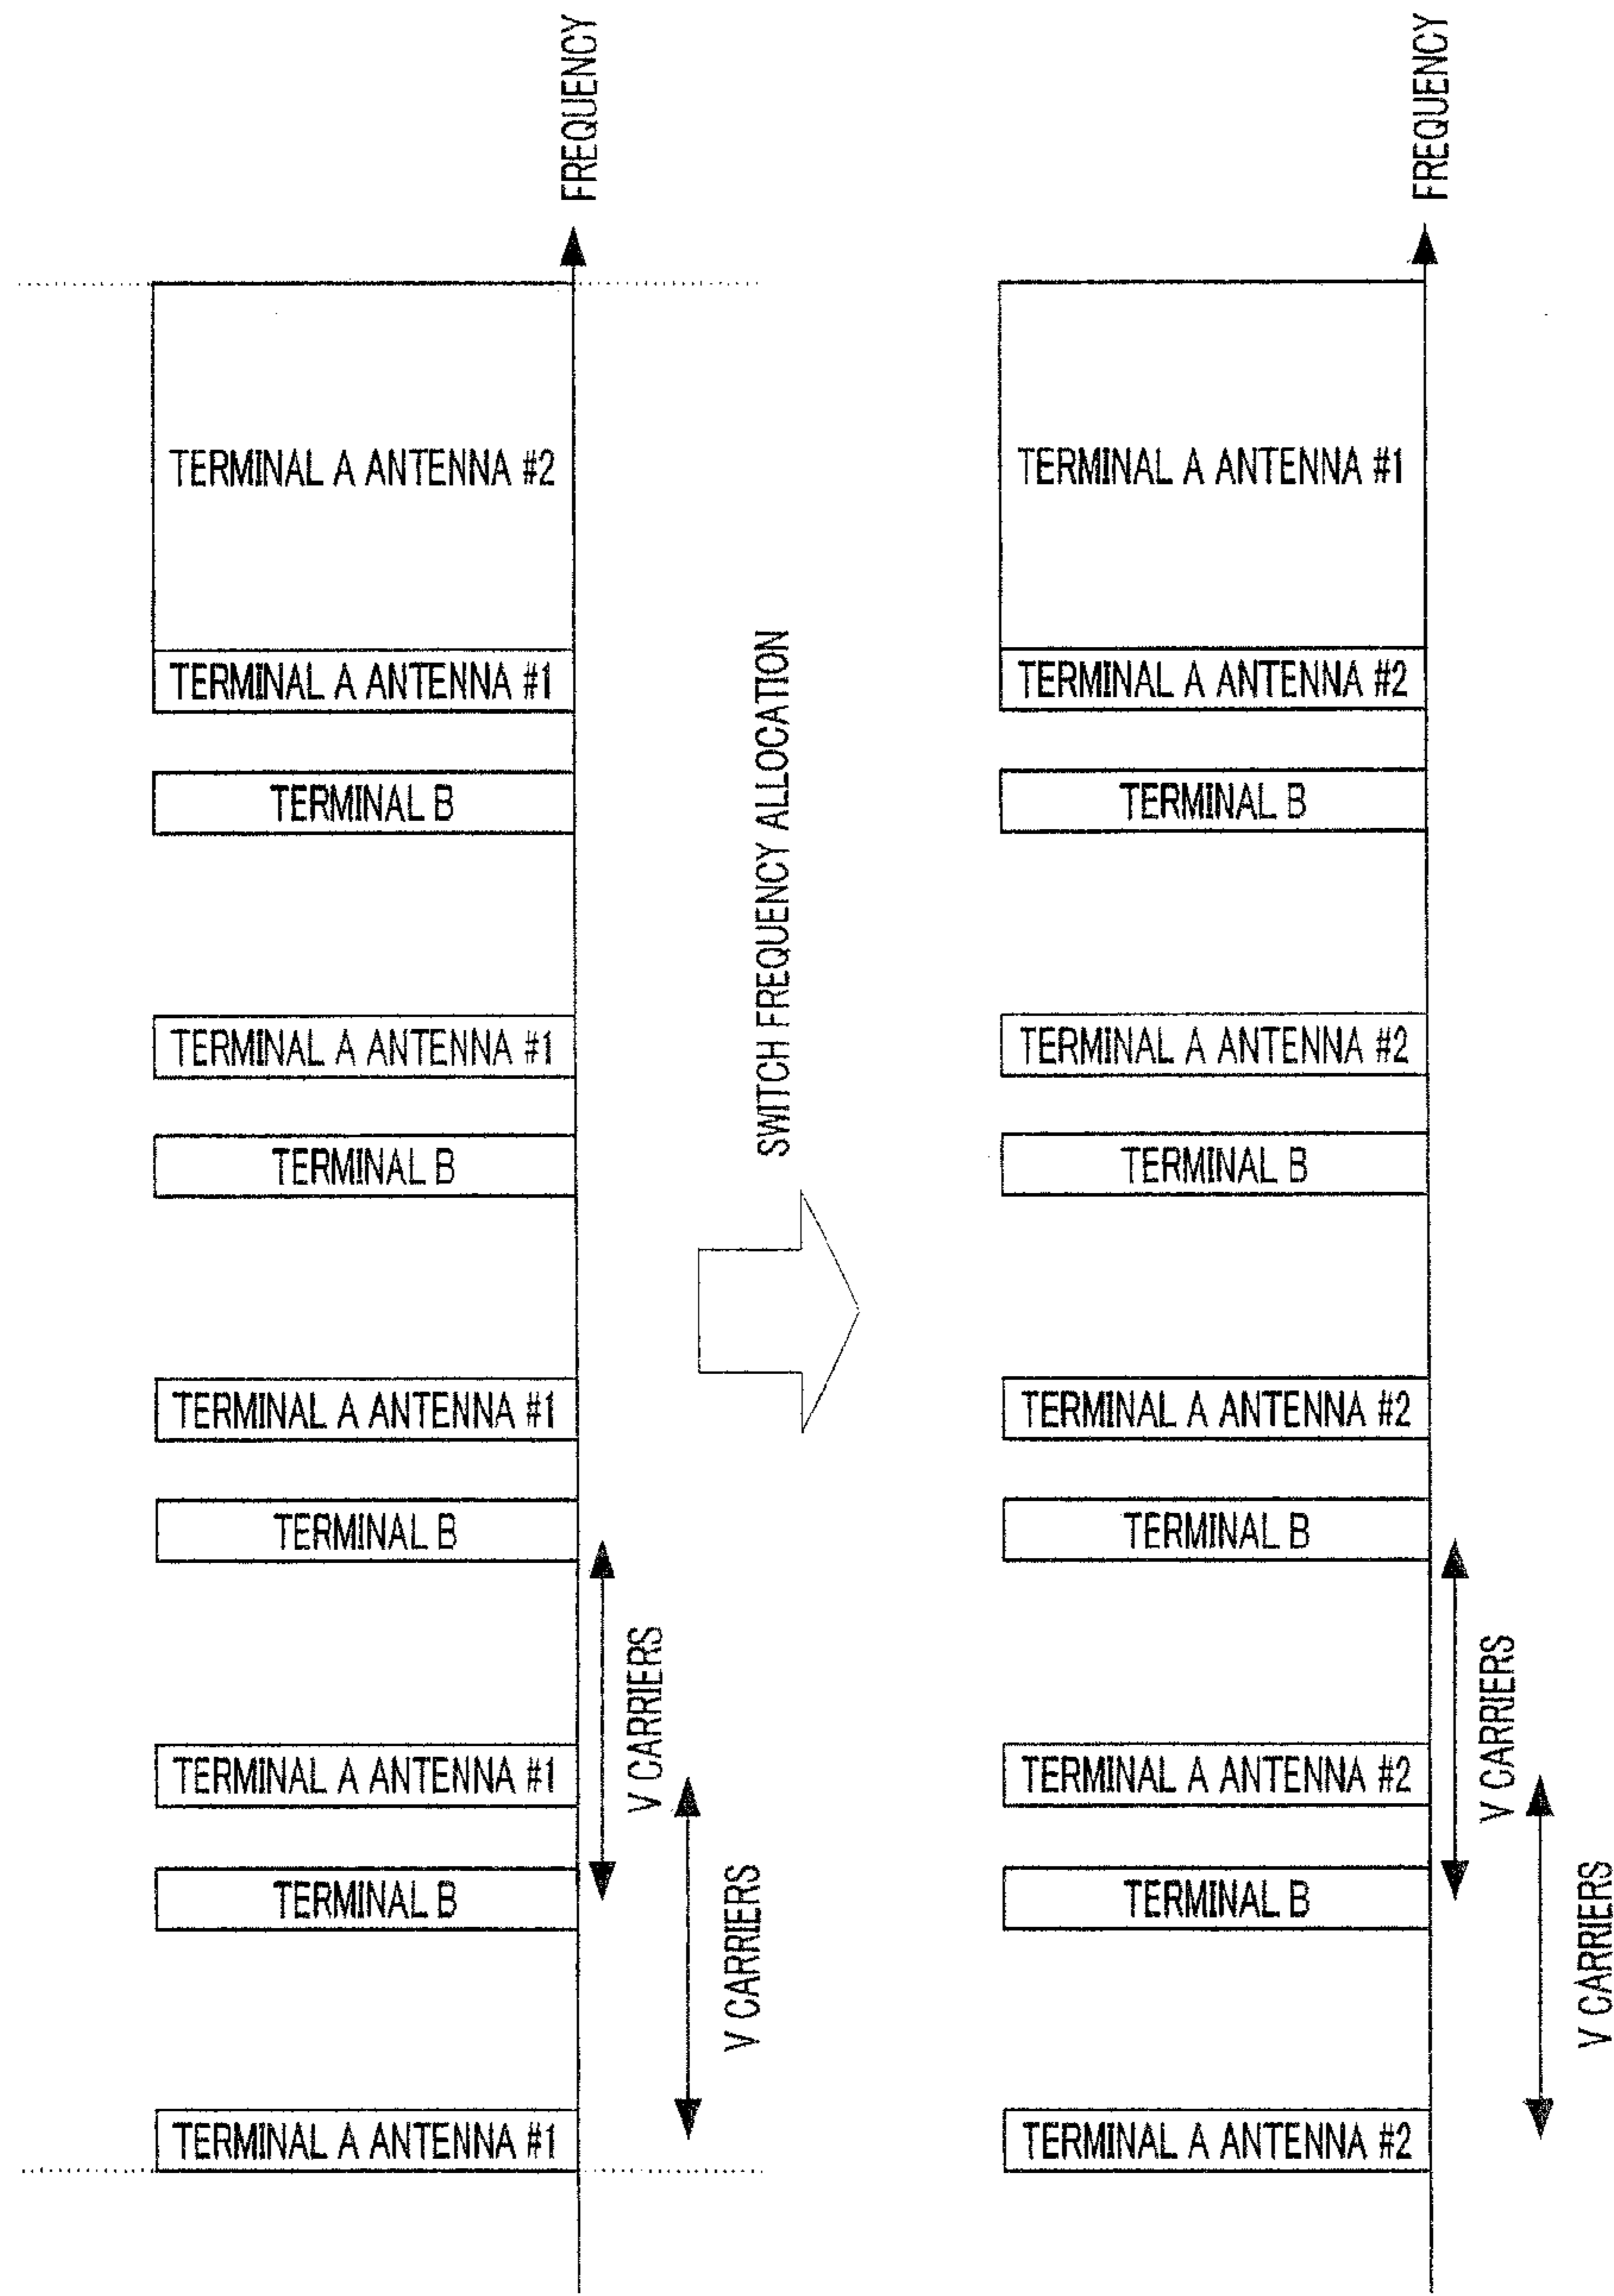 FREQUENCY
TERMINAL A ANTENNA #2
TERMINAL A ANTENNA #1
TERMINAL B
TERMINAL A ANTENNA #1
TERMINAL B
TERMINAL A ANTENNA #1
TERMINAL B
TERMINAL A ANTENNA #1
TERMINAL B
TERMINAL A ANTENNA #1
V CARRIERS
V CARRIERS
SWITCH FREQUENCY ALLOCATION
FREQUENCY
TERMINAL A ANTENNA #1
TERMINAL A ANTENNA #2
TERMINAL B
TERMINAL A ANTENNA #2
TERMINAL B
TERMINAL A ANTENNA #2
TERMINAL B
TERMINAL A ANTENNA #2
TERMINAL B
TERMINAL A ANTENNA #2
V CARRIERS
V CARRIERS